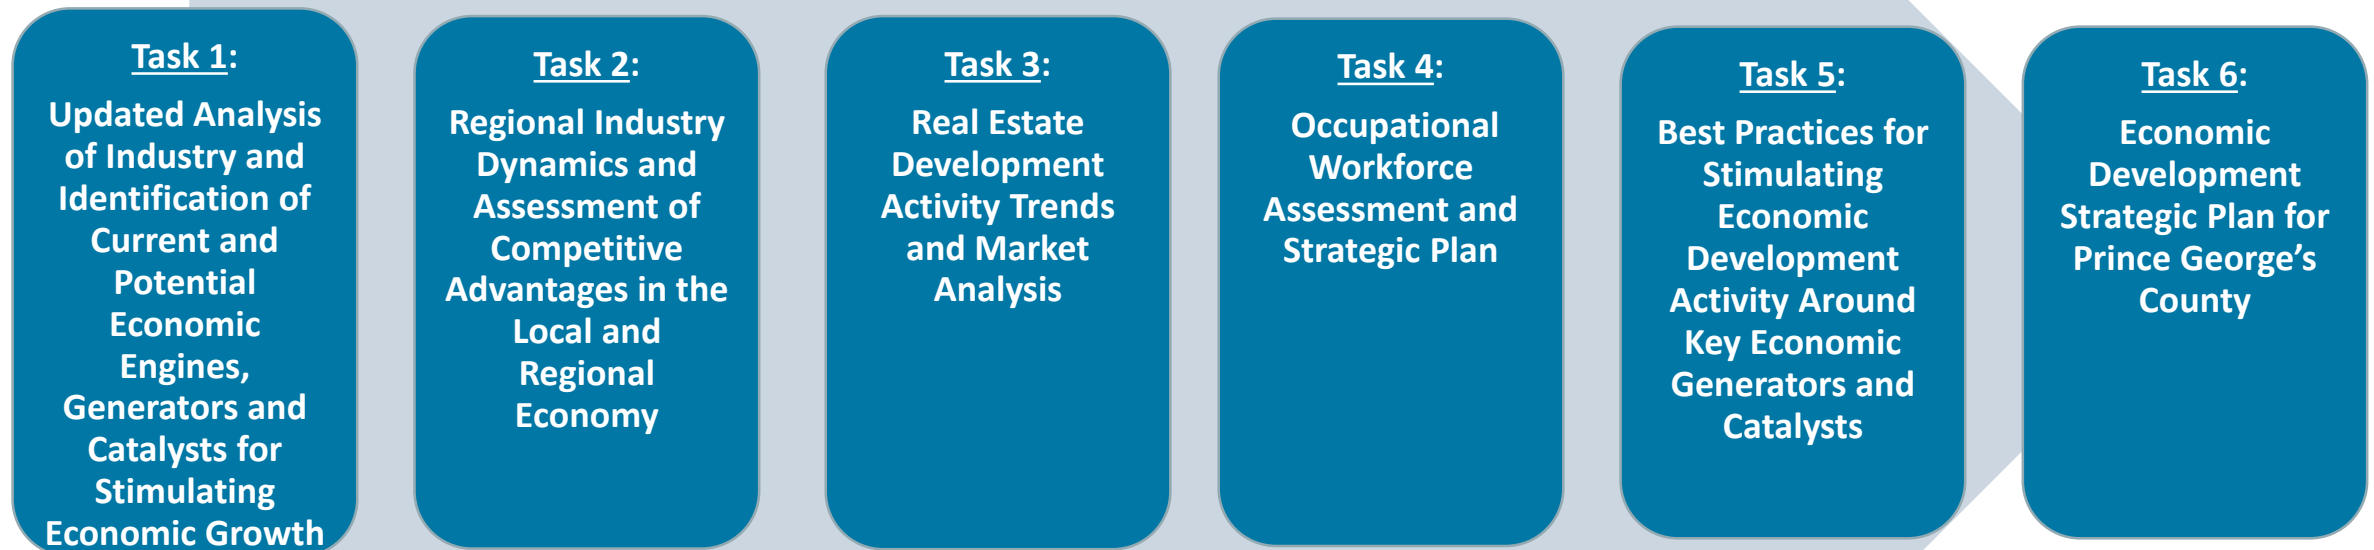 Task 1:
Updated Analysis
of Industry and
Identification of
Current and
Potential
Economic
Engines,
Generators and
Catalysts for
Stimulating
Economic Growth
Task 2:
Regional Industry
Dynamics and
Assessment of
Competitive
Advantages in the
Local and
Regional
Economy
Task 3:
Real Estate
Development
Activity Trends
and Market
Analysis
Task 4:
Occupational
Workforce
Assessment and
Strategic Plan
Task 5:
Best Practices for
Stimulating
Economic
Development
Activity Around
Key Economic
Generators and
Catalysts
Task 6:
Economic
Development
Strategic Plan for
Prince George’s
County